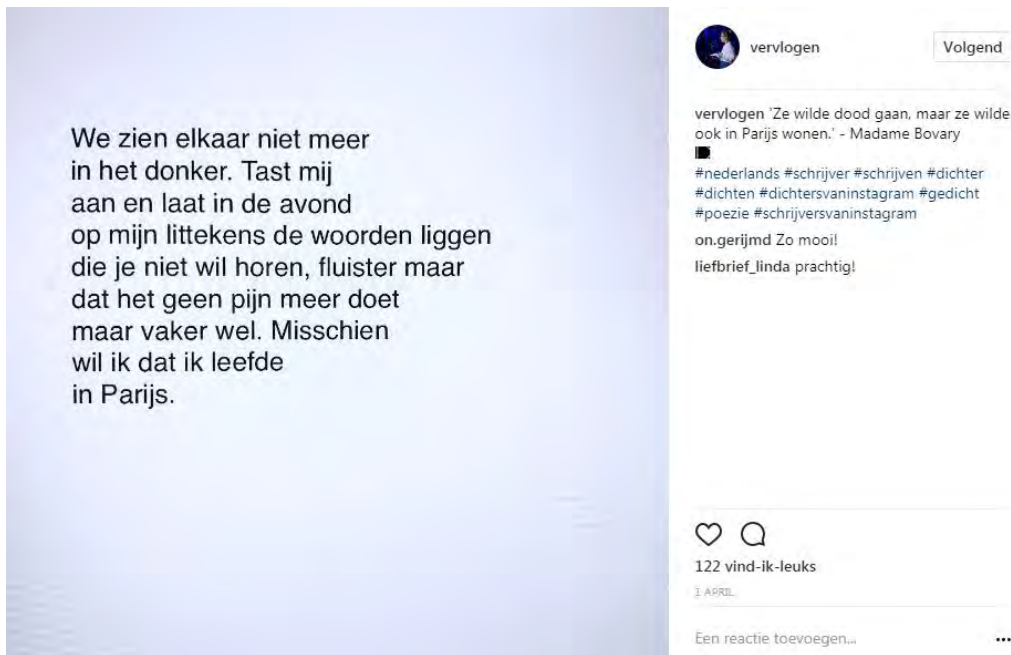 We zien elkaar niet meer
in het donker. Tast mij
aan en laat in de avond
op mijn littekens de woorden liggen
die je niet wil horen, fluister maar
dat het geen pijn meer doet
maar vaker wel. Misschien
wil ik dat ik leefde
in Parijs.
vervlogen
Volgend
vervlogen 'Ze wilde dood gaan, maar ze wilde
ook in Parijs wonen.' - Madame Bovary
#nederlands #schrijver #schrijven #dichter
#dichten #dichtersvaninstagram #gedicht
#poezie #schrijversvaninstagram
on.gerijmd Zo mooi!
liefbrief_linda prachtig!
122 vind-ik-leuks
1 APRIL
Een reactie toevoegen...